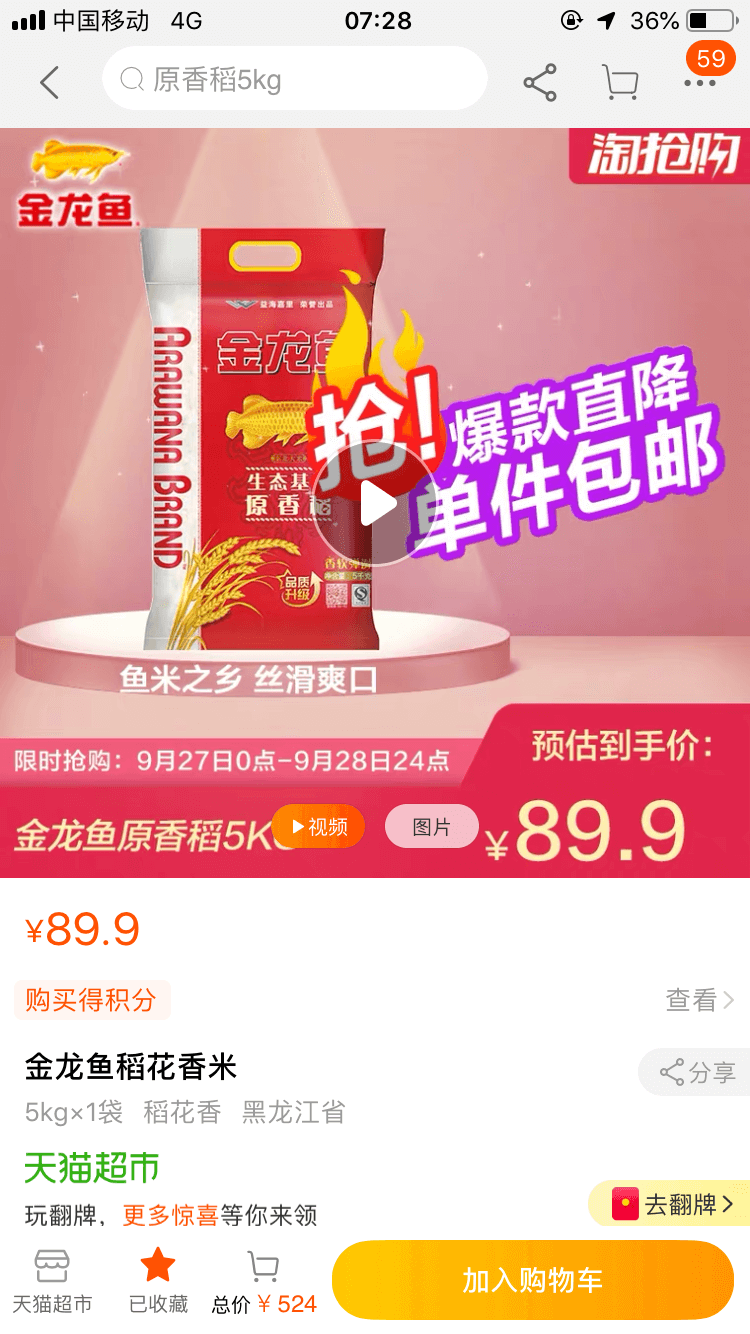 中国移动 4G 07:28 36%
原香稻5kg
59
淘抢购
金龙鱼
益海嘉里 荣誉出品
金龙
ARAWANA BRAND
抢!
爆款直降
单件包邮
生态基
原香稻
品质
升级
鱼米之乡 丝滑爽口
限时抢购：9月27日0点-9月28日24点
预估到手价：
金龙鱼原香稻5K
视频
图片
¥89.9
¥89.9
购买得积分
查看
金龙鱼稻花香米
分享
5kg×1袋 稻花香 黑龙江省
天猫超市
玩翻牌，更多惊喜等你来领
去翻牌
天猫超市
已收藏
总价 ¥ 524
加入购物车